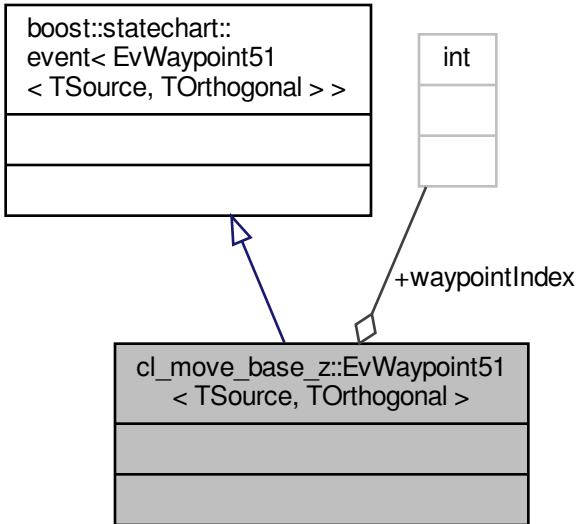 boost::statechart::
event< EvWaypoint51
< TSource, TOrthogonal > >
int
+waypointIndex
cl_move_base_z::EvWaypoint51
< TSource, TOrthogonal >